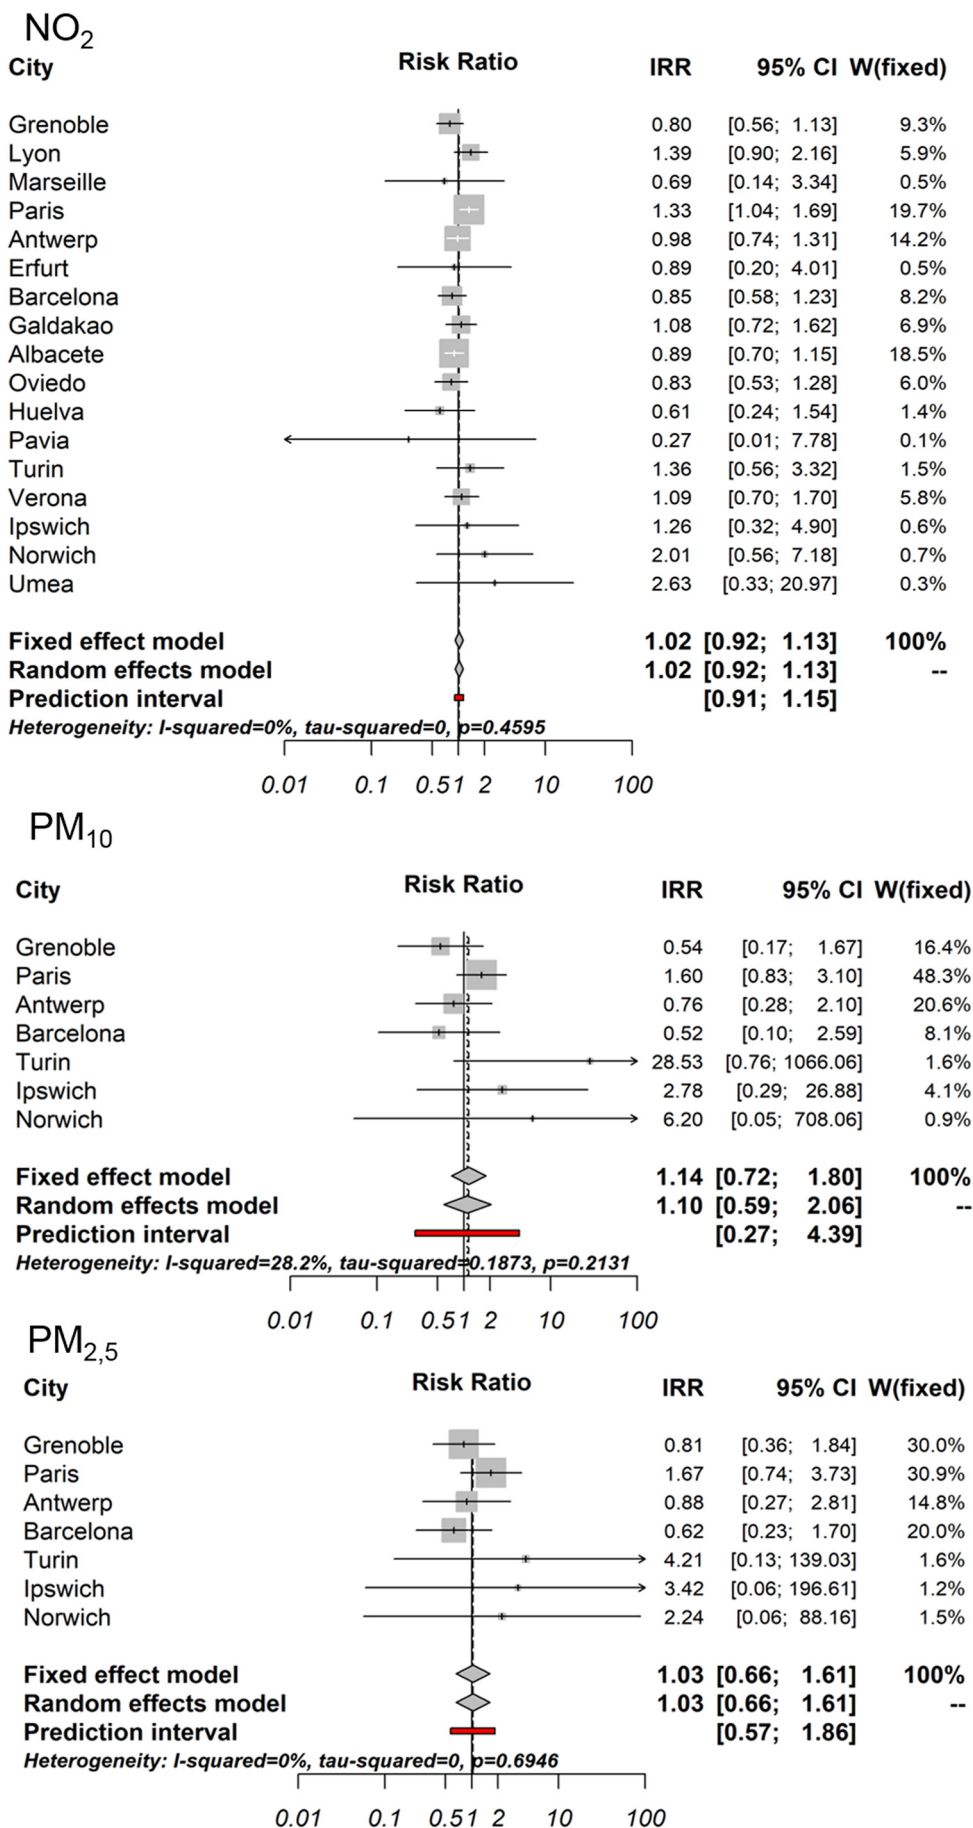 NO2
City Risk Ratio IRR 95% CI W(fixed)
Grenoble 0.80 [0.56; 1.13] 9.3%
Lyon 1.39 [0.90; 2.16] 5.9%
Marseille 0.69 [0.14; 3.34] 0.5%
Paris 1.33 [1.04; 1.69] 19.7%
Antwerp 0.98 [0.74; 1.31] 14.2%
Erfurt 0.89 [0.20; 4.01] 0.5%
Barcelona 0.85 [0.58; 1.23] 8.2%
Galdakao 1.08 [0.72; 1.62] 6.9%
Albacete 0.89 [0.70; 1.15] 18.5%
Oviedo 0.83 [0.53; 1.28] 6.0%
Huelva 0.61 [0.24; 1.54] 1.4%
Pavia 0.27 [0.01; 7.78] 0.1%
Turin 1.36 [0.56; 3.32] 1.5%
Verona 1.09 [0.70; 1.70] 5.8%
Ipswich 1.26 [0.32; 4.90] 0.6%
Norwich 2.01 [0.56; 7.18] 0.7%
Umea 2.63 [0.33; 20.97] 0.3%
Fixed effect model 1.02 [0.92; 1.13] 100%
Random effects model 1.02 [0.92; 1.13] --
Prediction interval [0.91; 1.15]
Heterogeneity: I-squared=0%, tau-squared=0, p=0.4595
0.01 0.1 0.5 1 2 10 100
PM10
City Risk Ratio IRR 95% CI W(fixed)
Grenoble 0.54 [0.17; 1.67] 16.4%
Paris 1.60 [0.83; 3.10] 48.3%
Antwerp 0.76 [0.28; 2.10] 20.6%
Barcelona 0.52 [0.10; 2.59] 8.1%
Turin 28.53 [0.76; 1066.06] 1.6%
Ipswich 2.78 [0.29; 26.88] 4.1%
Norwich 6.20 [0.05; 708.06] 0.9%
Fixed effect model 1.14 [0.72; 1.80] 100%
Random effects model 1.10 [0.59; 2.06] --
Prediction interval [0.27; 4.39]
Heterogeneity: I-squared=28.2%, tau-squared=0.1873, p=0.2131
0.01 0.1 0.5 1 2 10 100
PM2,5
City Risk Ratio IRR 95% CI W(fixed)
Grenoble 0.81 [0.36; 1.84] 30.0%
Paris 1.67 [0.74; 3.73] 30.9%
Antwerp 0.88 [0.27; 2.81] 14.8%
Barcelona 0.62 [0.23; 1.70] 20.0%
Turin 4.21 [0.13; 139.03] 1.6%
Ipswich 3.42 [0.06; 196.61] 1.2%
Norwich 2.24 [0.06; 88.16] 1.5%
Fixed effect model 1.03 [0.66; 1.61] 100%
Random effects model 1.03 [0.66; 1.61] --
Prediction interval [0.57; 1.86]
Heterogeneity: I-squared=0%, tau-squared=0, p=0.6946
0.01 0.1 0.5 1 2 10 100